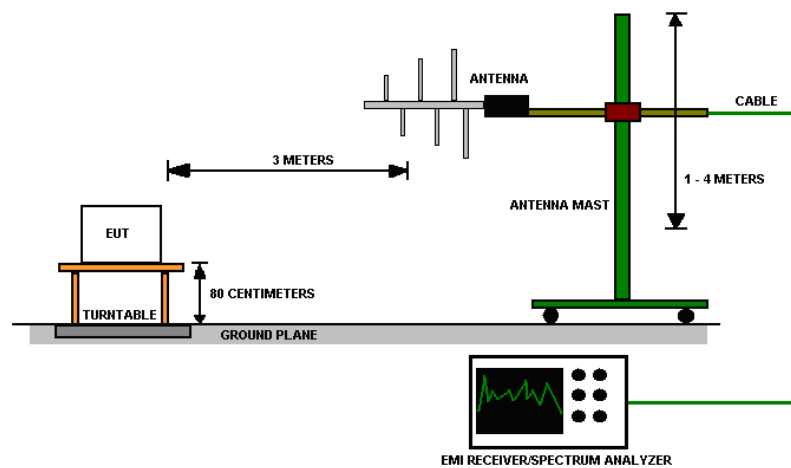 ANTENNA
CABLE
3 METERS
1 - 4 METERS
ANTENNA MAST
EUT
80 CENTIMETERS
TURNTABLE
GROUND PLANE
EMI RECEIVER/SPECTRUM ANALYZER